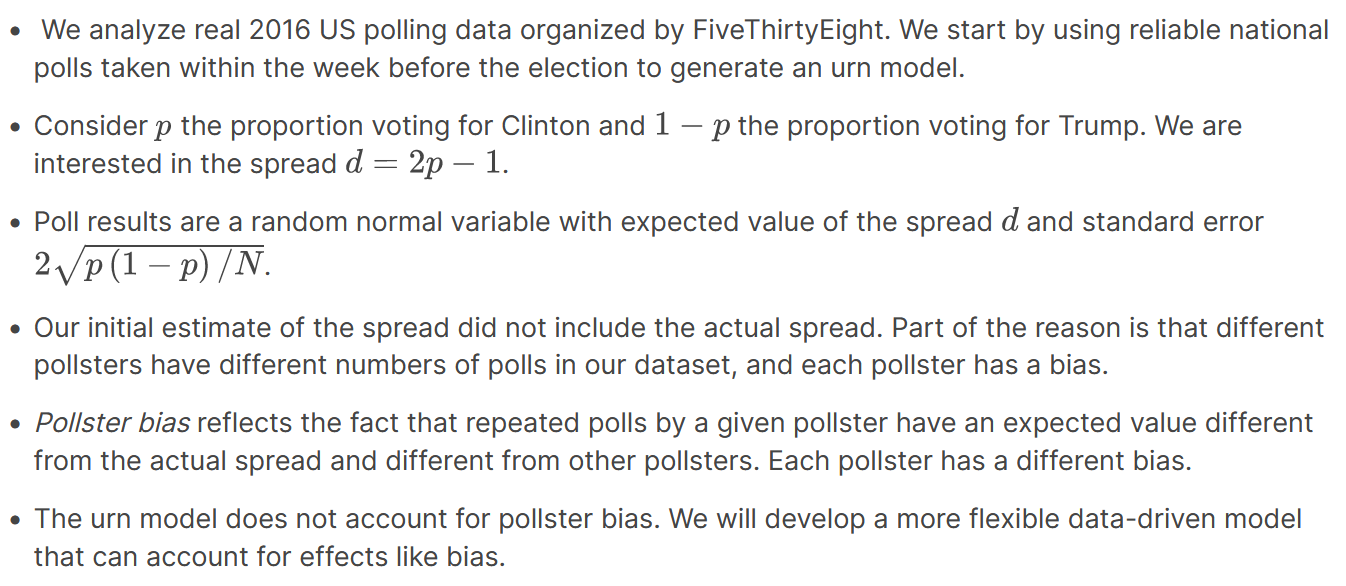 • We analyze real 2016 US polling data organized by FiveThirtyEight. We start by using reliable national
polls taken within the week before the election to generate an urn model.
• Consider p the proportion voting for Clinton and 1 − p the proportion voting for Trump. We are
interested in the spread d = 2p − 1.
• Poll results are a random normal variable with expected value of the spread d and standard error
2√p (1 − p) /N.
• Our initial estimate of the spread did not include the actual spread. Part of the reason is that different
pollsters have different numbers of polls in our dataset, and each pollster has a bias.
• Pollster bias reflects the fact that repeated polls by a given pollster have an expected value different
from the actual spread and different from other pollsters. Each pollster has a different bias.
• The urn model does not account for pollster bias. We will develop a more flexible data-driven model
that can account for effects like bias.